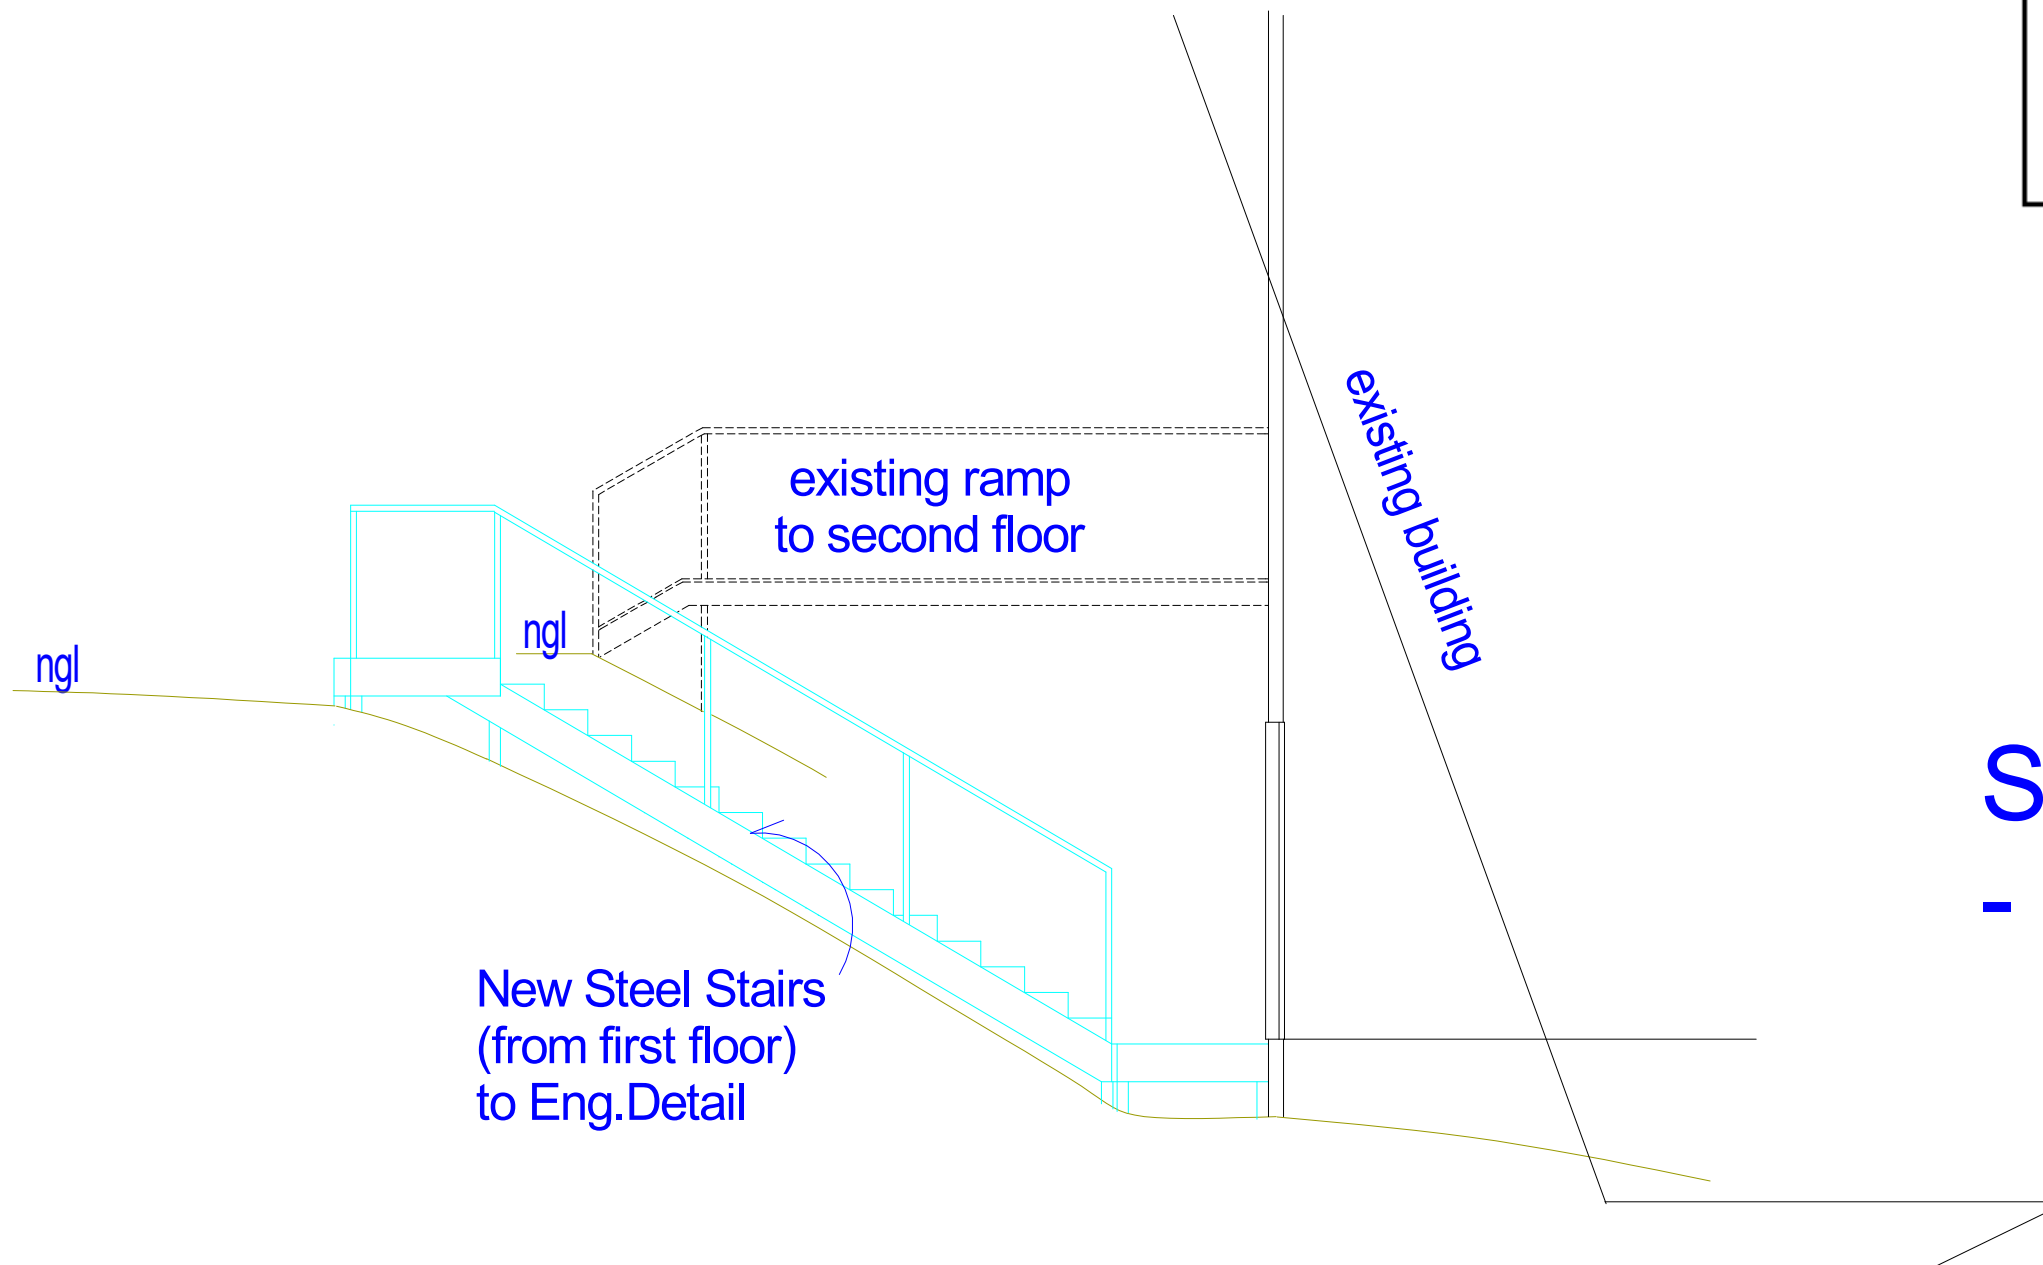 existing ramp
to second floor
existing building
ngl
ngl
New Steel Stairs
(from first floor)
to Eng.Detail
S
-